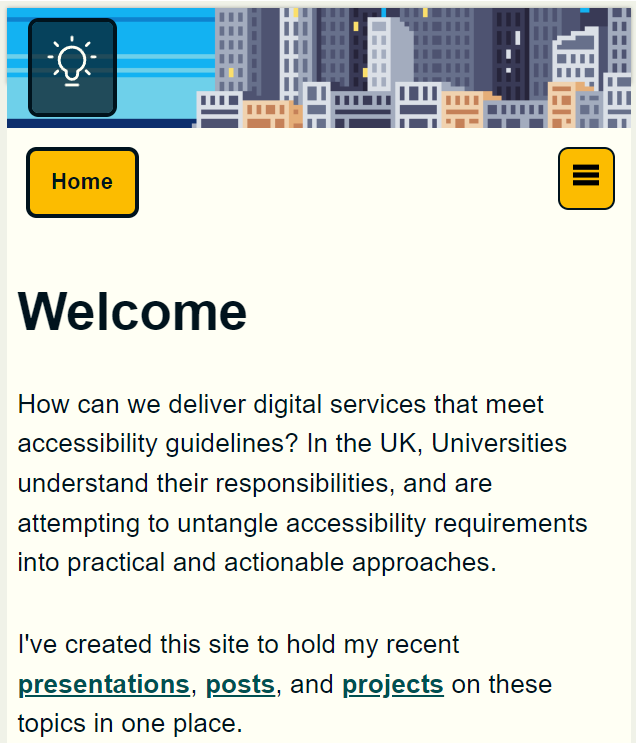 Home
Welcome
How can we deliver digital services that meet
accessibility guidelines? In the UK, Universities
understand their responsibilities, and are
attempting to untangle accessibility requirements
into practical and actionable approaches.
I've created this site to hold my recent
presentations, posts, and projects on these
topics in one place.